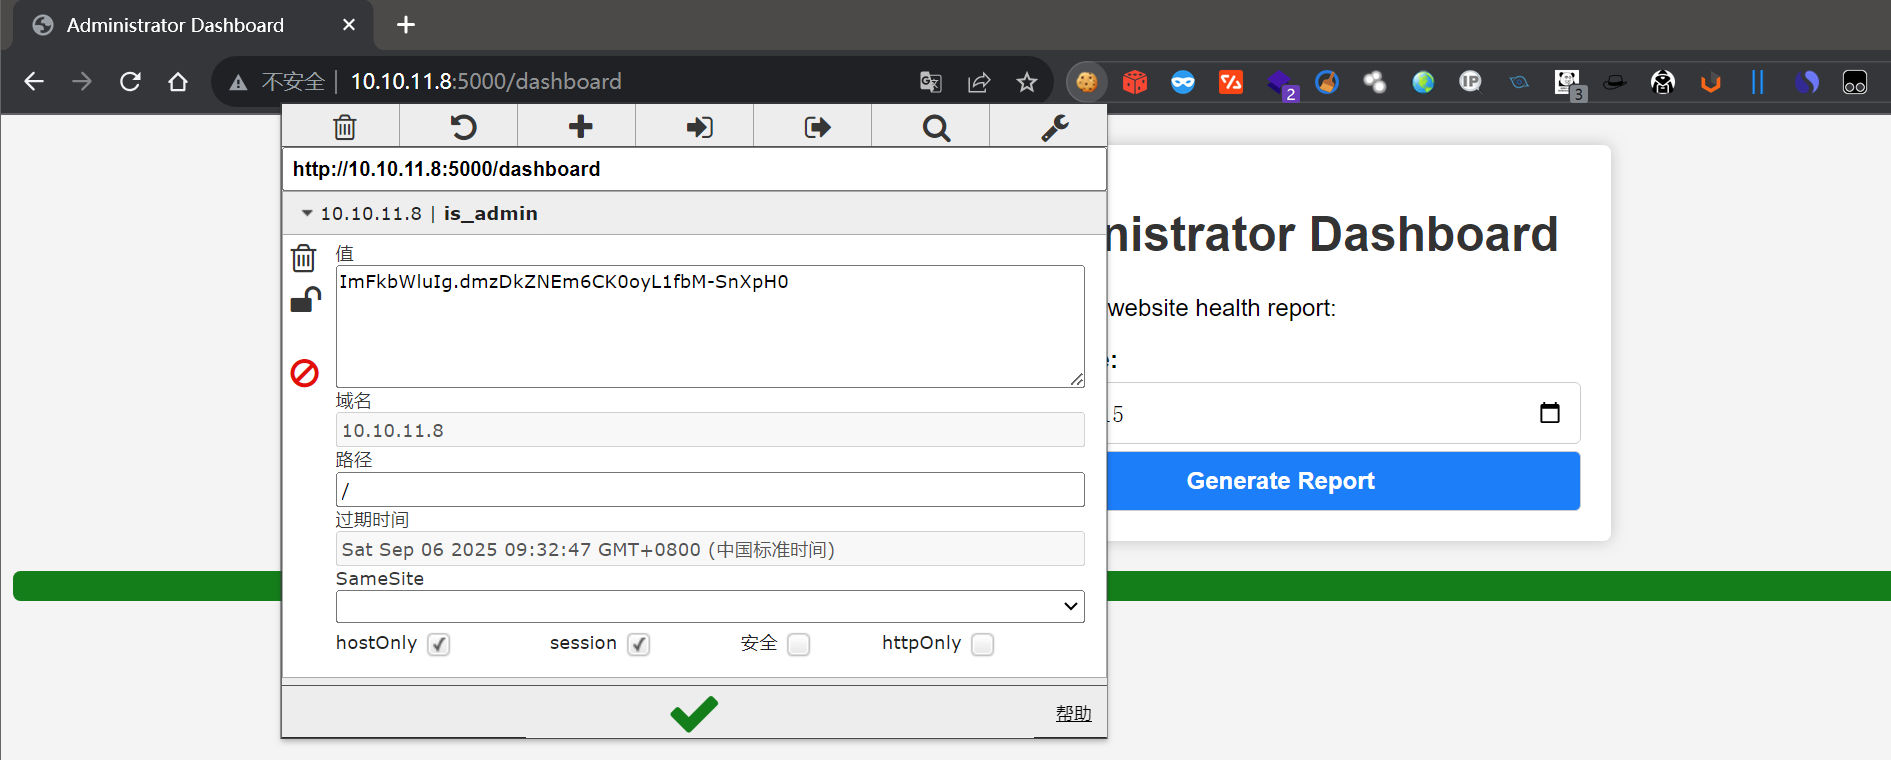 Administrator Dashboard
不安全 10.10.11.8:5000/dashboard
2
3
IP
http://10.10.11.8:5000/dashboard
10.10.11.8 | is_admin
值
ImFkbWluIg.dmzDkZNEm6CK0oyL1fbM-SnXpH0
域名
10.10.11.8
路径
/
过期时间
Sat Sep 06 2025 09:32:47 GMT+0800 (中国标准时间)
SameSite
hostOnly session 安全 httpOnly
帮助
nistrator Dashboard
website health report:
e:
15
Generate Report